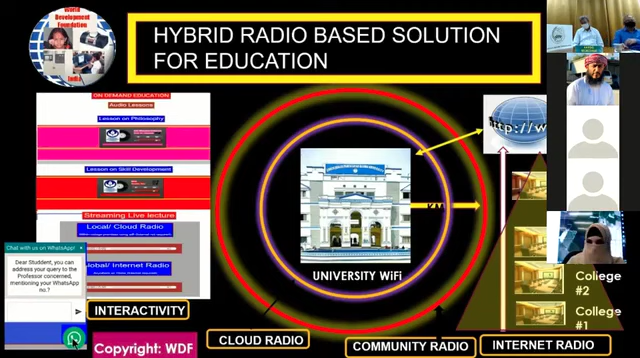 World
Development
Foundation
India
HYBRID RADIO BASED SOLUTION
FOR EDUCATION
ON DEMAND EDUCATION
Audio Lessons
Lesson on Philosophy
Lesson on Skill Development
Streaming Live lecture
Local/ Cloud Radio
Global/ Internet Radio
Chat with us on WhatsApp!
Dear Studdent, you can
address your query to the
Professor concerned,
mentioning your WhatsApp
no.?
INTERACTIVITY
Copyright: WDF
UNIVERSITY WiFi
KM
http://w
College
#2
College
#1
CLOUD RADIO
COMMUNITY RADIO
INTERNET RADIO